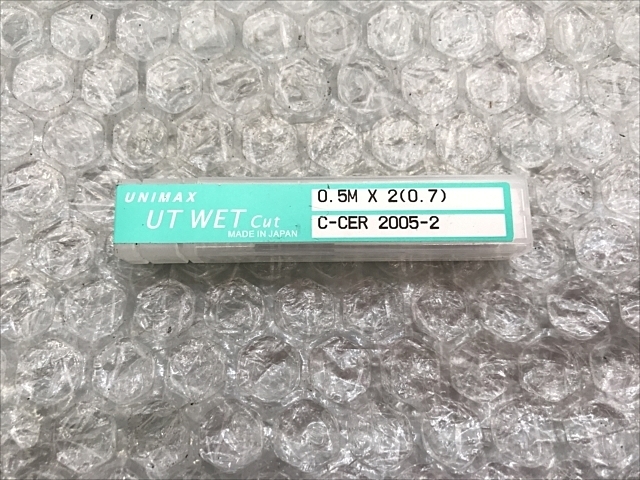 UNIMAX
UT WET Cut
MADE IN JAPAN
0.5M X 2(0.7)
C-CER 2005-2